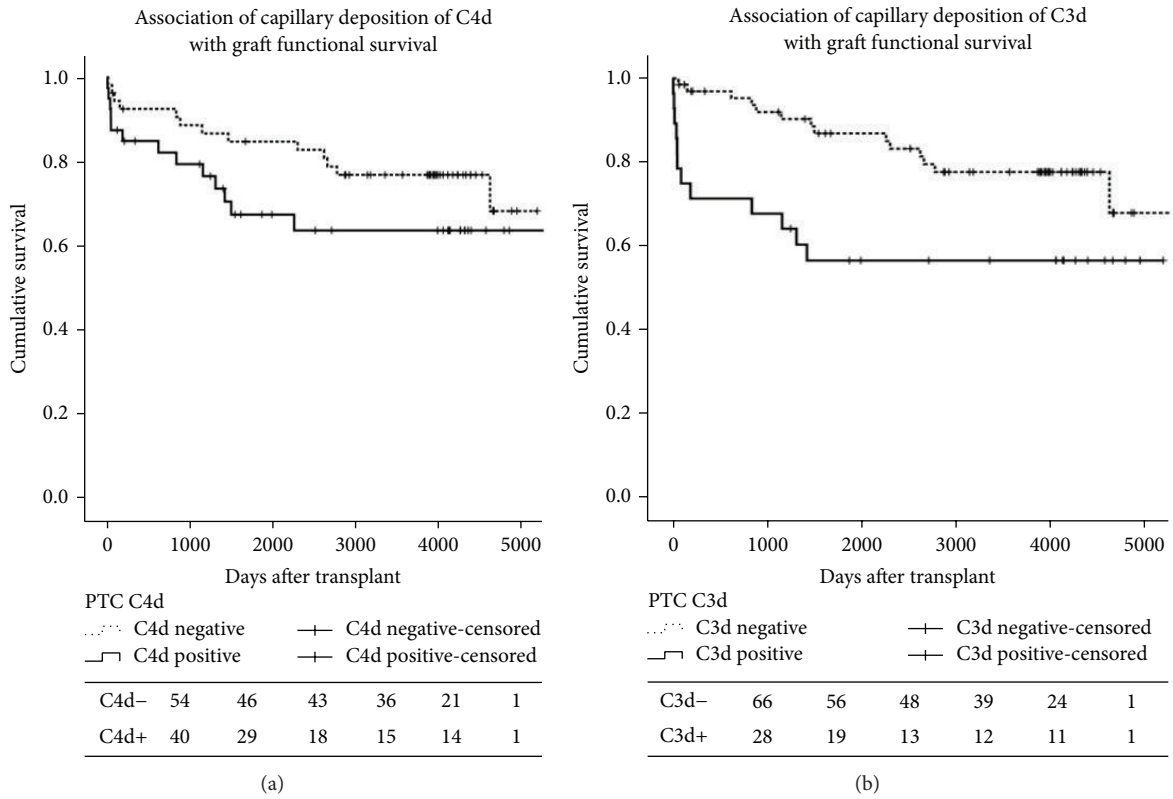 Association of capillary deposition of C4d
with graft functional survival
1.0
0.8
0.6
0.4
0.2
0.0
Cumulative survival
0 1000 2000 3000 4000 5000
Days after transplant
PTC C4d
C4d negative C4d negative-censored
C4d positive C4d positive-censored
C4d− 54 46 43 36 21 1
C4d+ 40 29 18 15 14 1
(a)
Association of capillary deposition of C3d
with graft functional survival
1.0
0.8
0.6
0.4
0.2
0.0
Cumulative survival
0 1000 2000 3000 4000 5000
Days after transplant
PTC C3d
C3d negative C3d negative-censored
C3d positive C3d positive-censored
C3d− 66 56 48 39 24 1
C3d+ 28 19 13 12 11 1
(b)